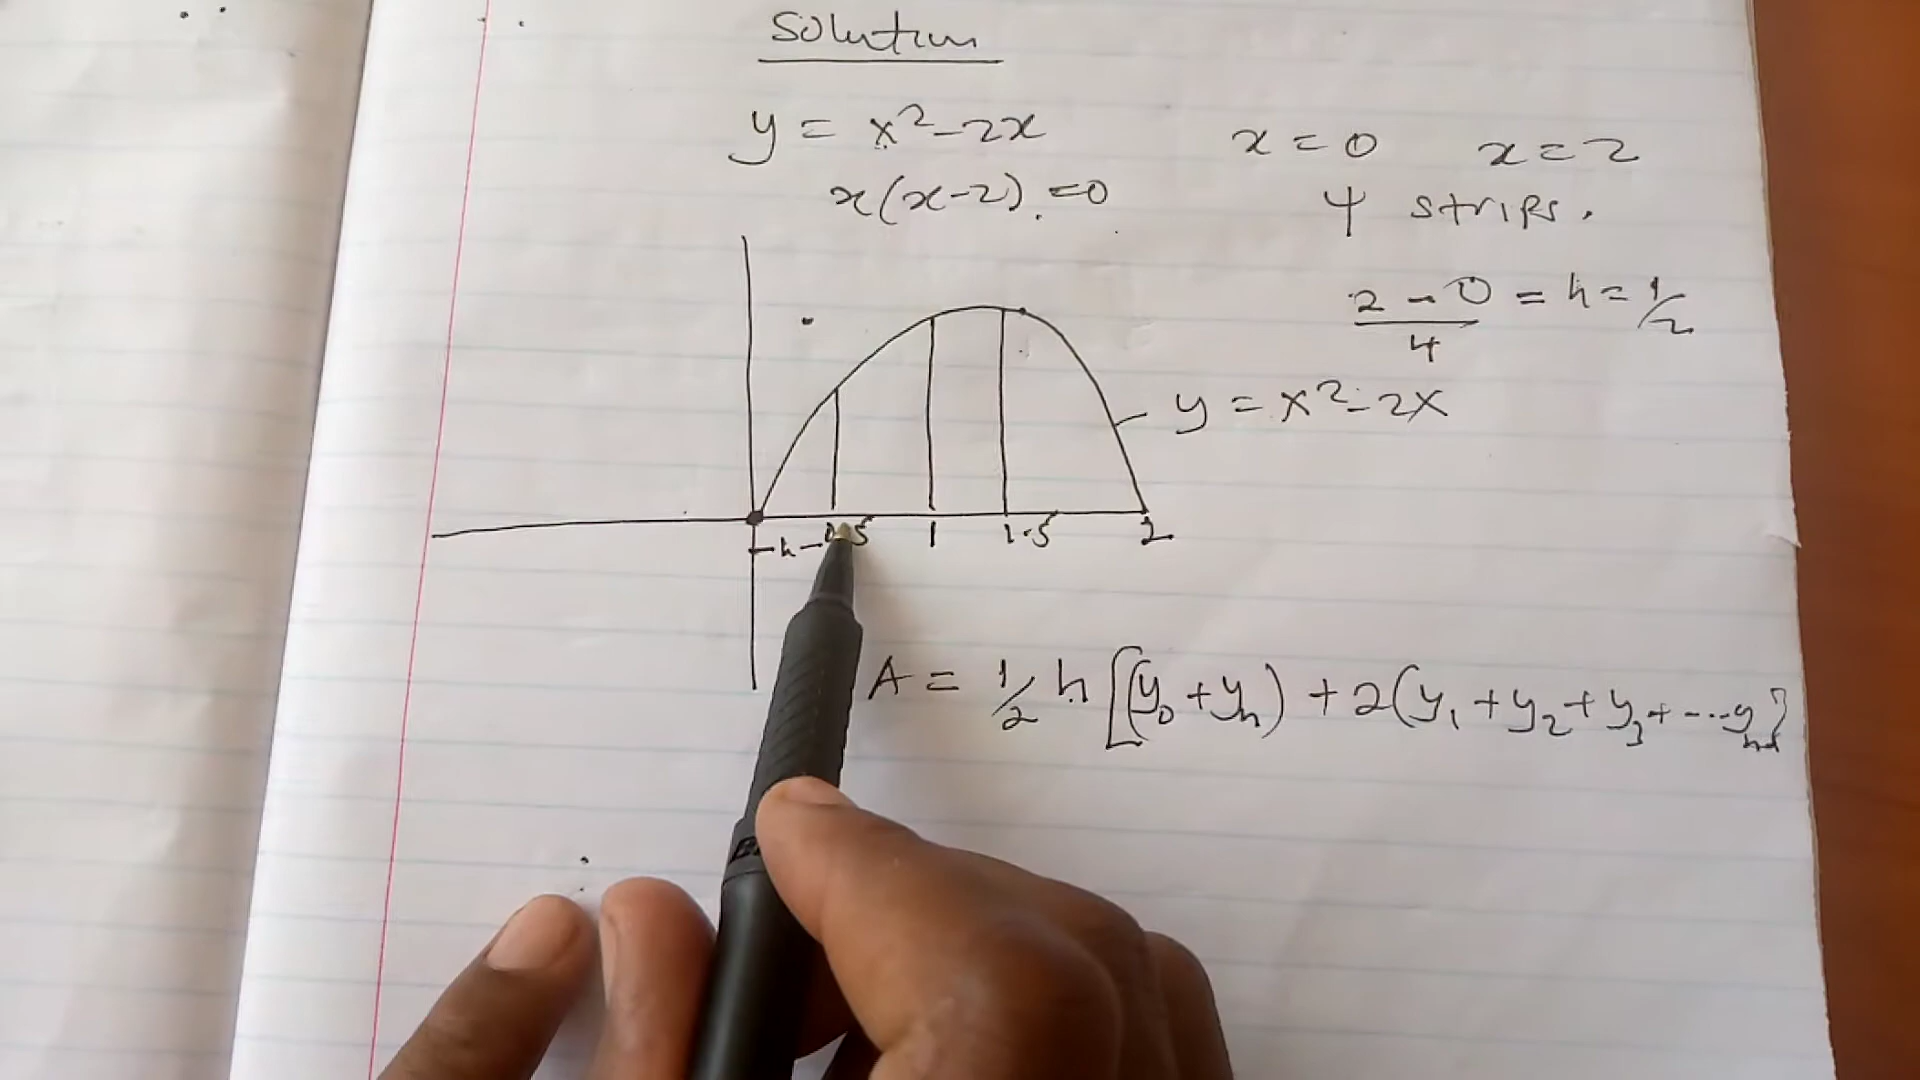 Solution
y = x²-2x
x = 0   x = 2
x(x-2) = 0
4 strips.
2 - 0 / 4 = h = 1/2
y = x²-2x
h 0.5 1 1.5 2
A = 1/2 h [(y₀ + yₙ) + 2(y₁ + y₂ + y₃ + ... yₙ₋₁]